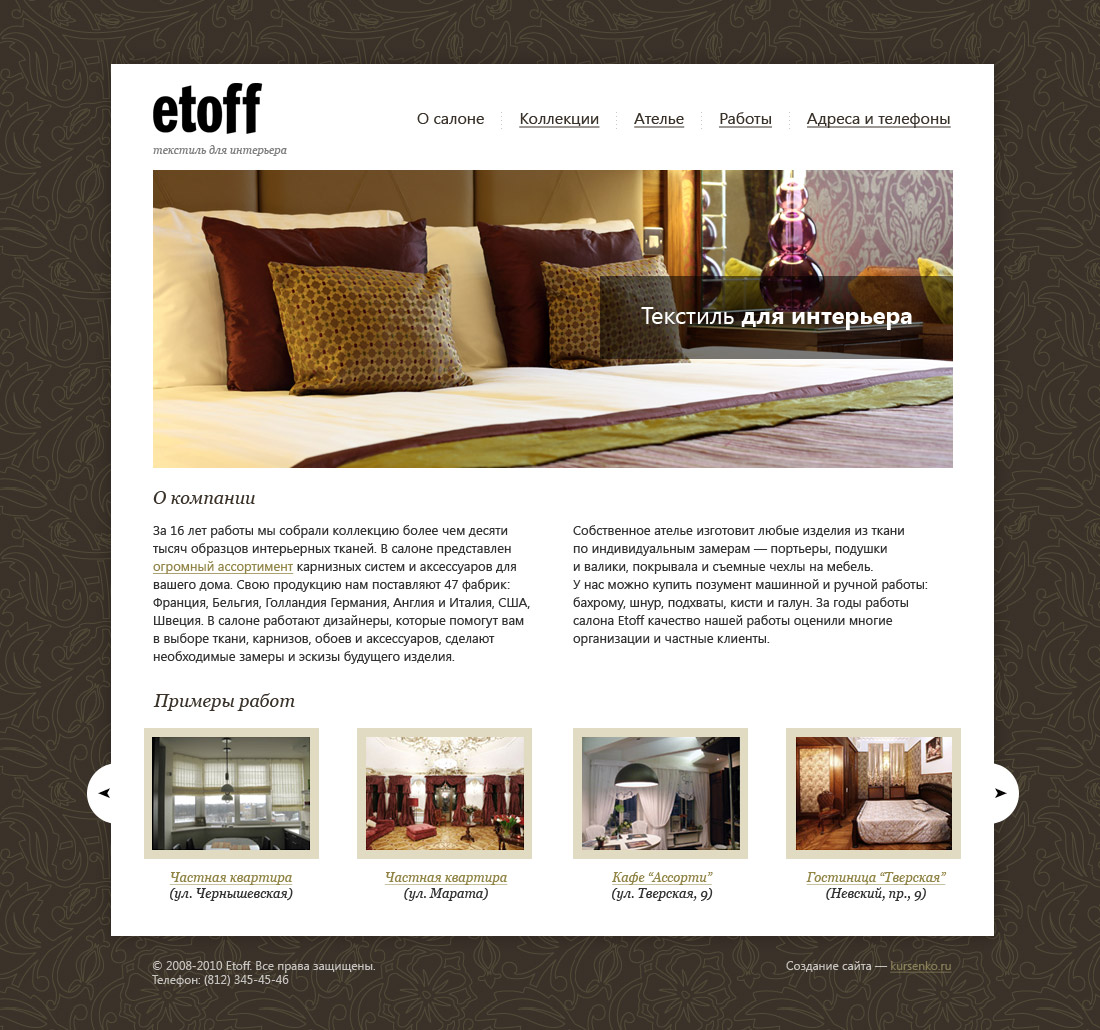 etoff
текстиль для интерьера
О салоне Коллекции Ателье Работы Адреса и телефоны
Текстиль для интерьера
О компании
За 16 лет работы мы собрали коллекцию более чем десяти
тысяч образцов интерьерных тканей. В салоне представлен
огромный ассортимент карнизных систем и аксессуаров для
вашего дома. Свою продукцию нам поставляют 47 фабрик:
Франция, Бельгия, Голландия Германия, Англия и Италия, США,
Швеция. В салоне работают дизайнеры, которые помогут вам
в выборе ткани, карнизов, обоев и аксессуаров, сделают
необходимые замеры и эскизы будущего изделия.
Собственное ателье изготовит любые изделия из ткани
по индивидуальным замерам — портьеры, подушки
и валики, покрывала и съемные чехлы на мебель.
У нас можно купить позумент машинной и ручной работы:
бахрому, шнур, подхваты, кисти и галун. За годы работы
салона Etoff качество нашей работы оценили многие
организации и частные клиенты.
Примеры работ
Частная квартира
(ул. Чернышевская)
Частная квартира
(ул. Марата)
Кафе “Ассорти”
(ул. Тверская, 9)
Гостиница “Тверская”
(Невский, пр., 9)
© 2008-2010 Etoff. Все права защищены.
Телефон: (812) 345-45-46
Создание сайта — kursenko.ru